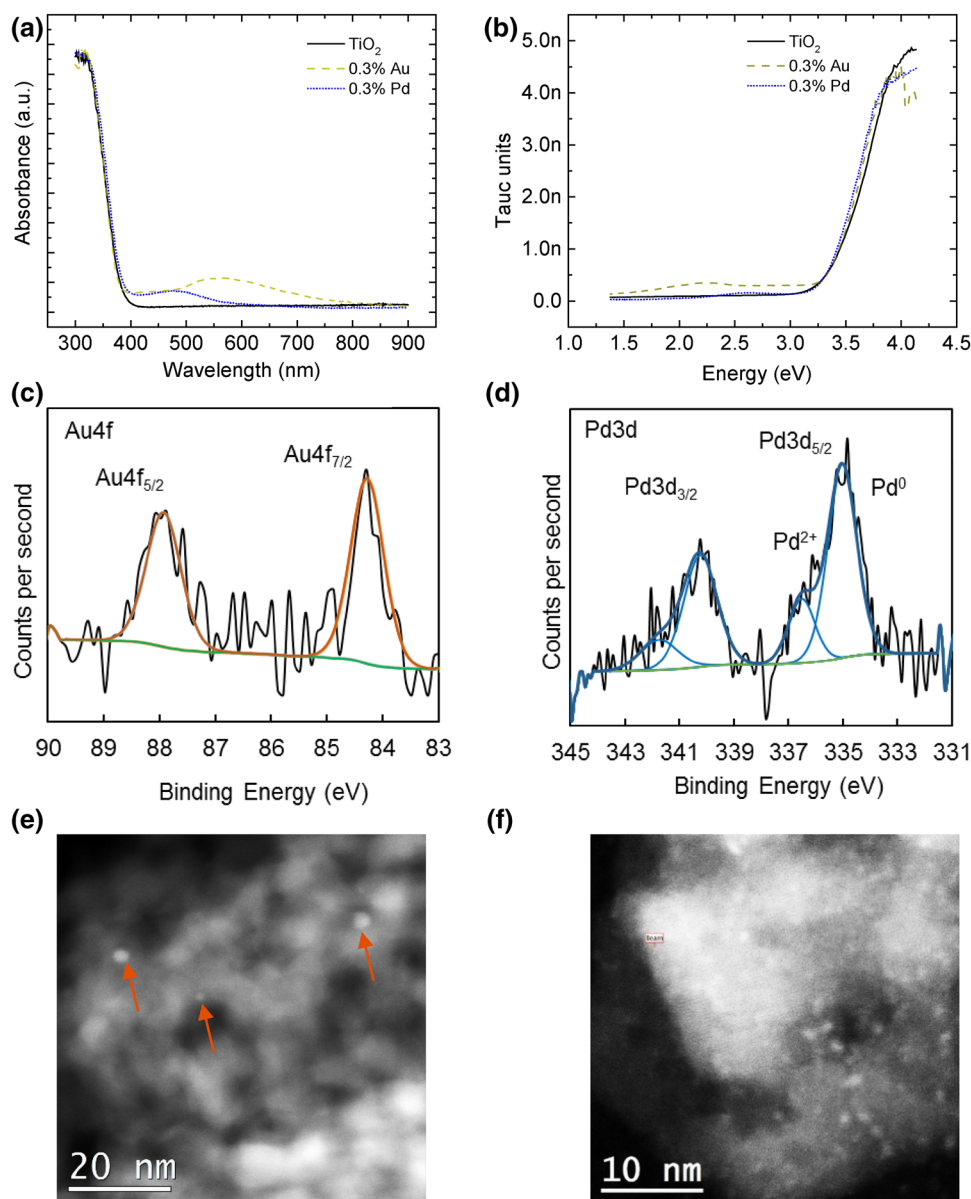 (a)
TiO2
0.3% Au
0.3% Pd
Absorbance (a.u.)
300 400 500 600 700 800 900
Wavelength (nm)
(b)
TiO2
0.3% Au
0.3% Pd
5.0n
4.0n
3.0n
2.0n
1.0n
0.0
Tauc units
1.0 1.5 2.0 2.5 3.0 3.5 4.0 4.5
Energy (eV)
(c)
Au4f
Au4f5/2
Au4f7/2
Counts per second
90 89 88 87 86 85 84 83
Binding Energy (eV)
(d)
Pd3d
Pd3d5/2
Pd3d3/2
Pd0
Pd2+
Counts per second
345 343 341 339 337 335 333 331
Binding Energy (eV)
(e)
20 nm
(f)
Beam
10 nm